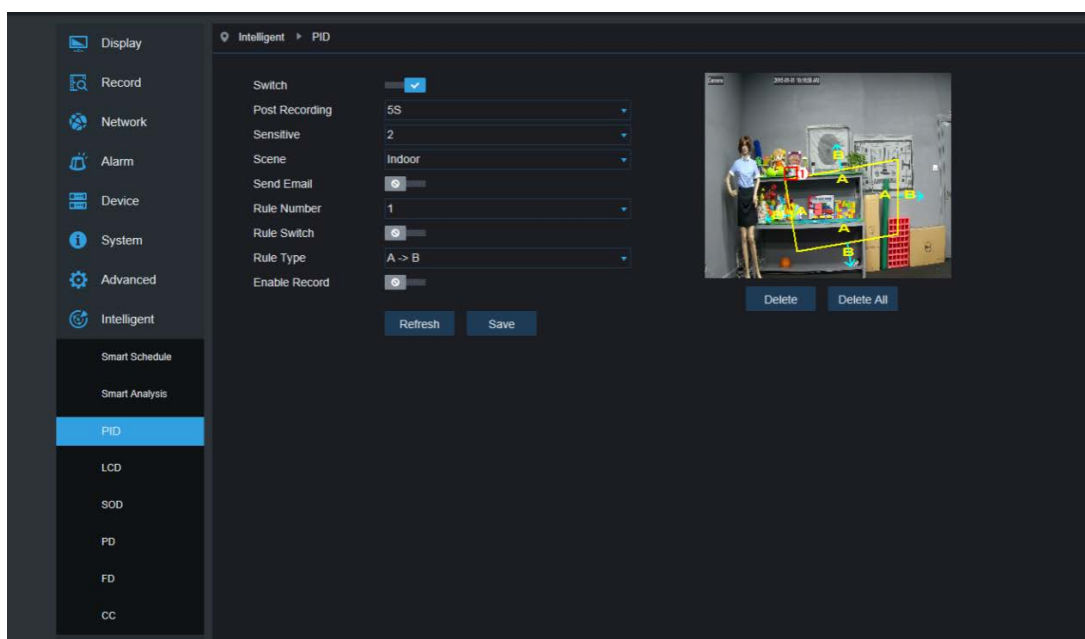 Intelligent PID
Display
Record
Network
Alarm
Device
System
Advanced
Intelligent
Smart Schedule
Smart Analysis
PID
LCD
SOD
PD
FD
CC
Switch
Post Recording 5S
Sensitive 2
Scene Indoor
Send Email
Rule Number 1
Rule Switch
Rule Type A -> B
Enable Record
Refresh Save
Camera
B
A
1
A B
B A
A
B
Delete Delete All